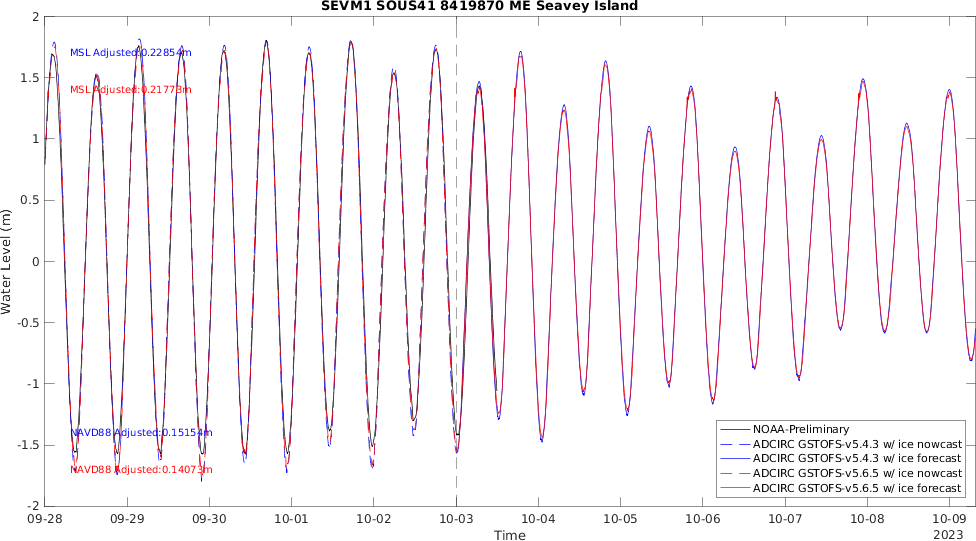 SEVM1 SOUS41 8419870 ME Seavey Island
2
1.5
1
0.5
0
-0.5
-1
-1.5
-2
Water Level (m)
MSL Adjusted:0.22854m
MSL Adjusted:0.21773m
NAVD88 Adjusted:0.15154m
NAVD88 Adjusted:0.14073m
NOAA-Preliminary
ADCIRC GSTOFS-v5.4.3 w/ ice nowcast
ADCIRC GSTOFS-v5.4.3 w/ ice forecast
ADCIRC GSTOFS-v5.6.5 w/ ice nowcast
ADCIRC GSTOFS-v5.6.5 w/ ice forecast
09-28 09-29 09-30 10-01 10-02 10-03 10-04 10-05 10-06 10-07 10-08 10-09
Time
2023